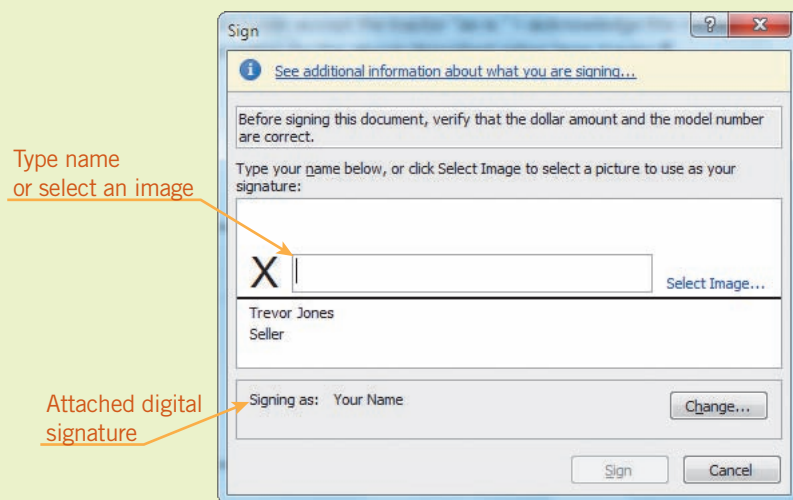 Sign
?
X
See additional information about what you are signing...
Before signing this document, verify that the dollar amount and the model number
are correct.
Type your name below, or click Select Image to select a picture to use as your
signature:
Type name
or select an image
X
Select Image...
Trevor Jones
Seller
Attached digital
signature
Signing as: Your Name
Change...
Sign
Cancel